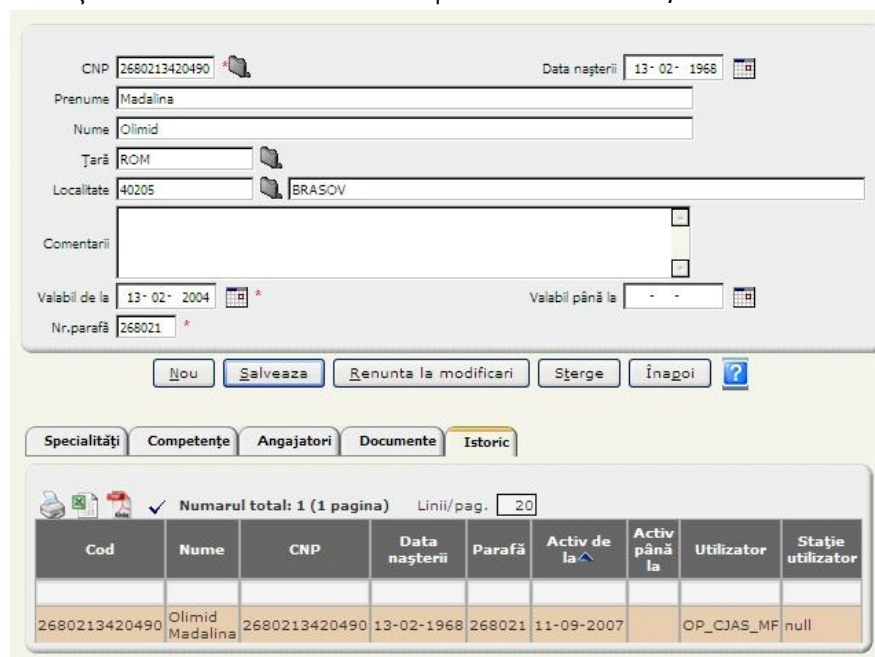 CNP 2680213420490 * Data nașterii 13- 02- 1968
Prenume Madalina
Nume Olimid
Țară ROM
Localitate 40205 BRASOV
Comentarii
Valabil de la 13- 02- 2004 * Valabil până la - -
Nr.parafă 268021 *
Nou Salveaza Renunta la modificari Sterge Înapoi ?
Specialități Competențe Angajatori Documente Istoric
Numarul total: 1 (1 pagina) Linii/pag. 20
Cod Nume CNP Data nașterii Parafă Activ de la Activ până la Utilizator Stație utilizator
2680213420490 Olimid Madalina 2680213420490 13-02-1968 268021 11-09-2007 OP_CJAS_MF null